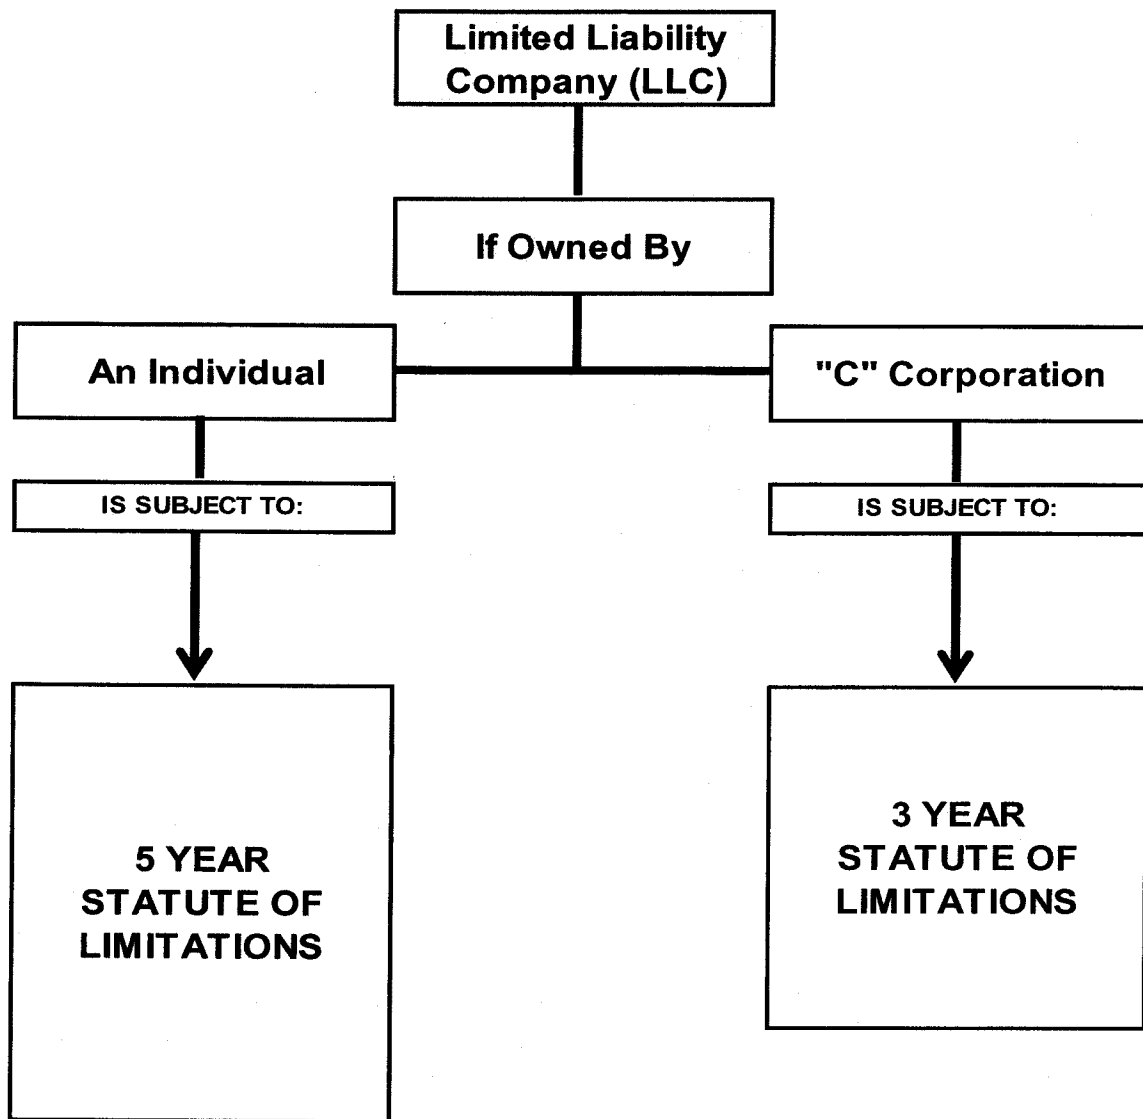 Limited Liability
Company (LLC)
If Owned By
An Individual
"C" Corporation
IS SUBJECT TO:
IS SUBJECT TO:
5 YEAR
STATUTE OF
LIMITATIONS
3 YEAR
STATUTE OF
LIMITATIONS